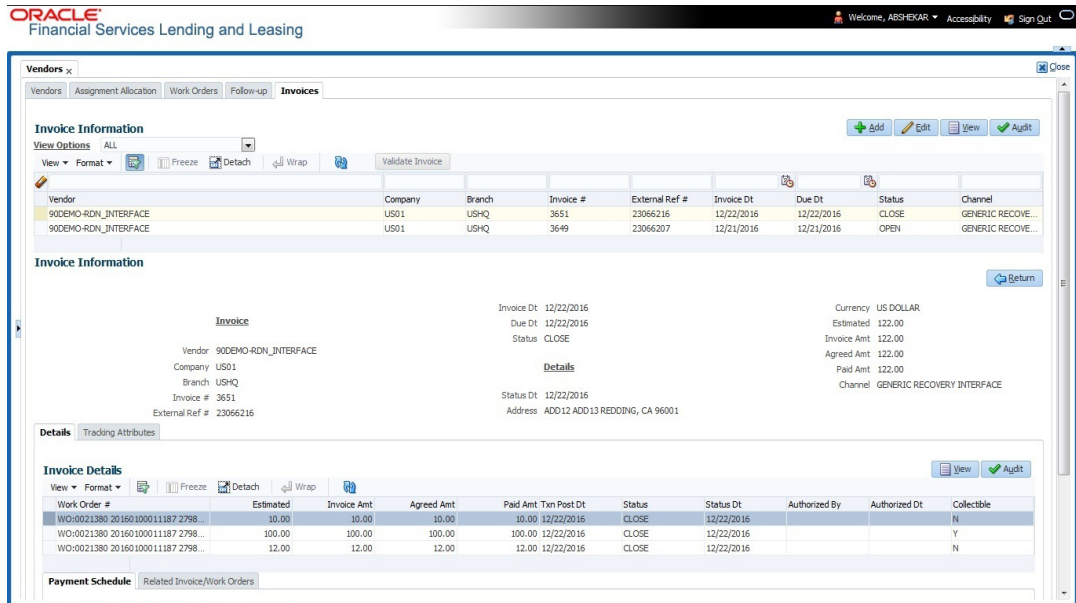 ORACLE
Financial Services Lending and Leasing
Welcome, ABSHEKAR Accessibility Sign Out
Vendors x
Close
Vendors Assignment Allocation Work Orders Follow-up Invoices
Invoice Information
Add Edit View Audit
View Options ALL
View Format Freeze Detach Wrap Validate Invoice
Vendor Company Branch Invoice # External Ref # Invoice Dt Due Dt Status Channel
90DEMO-RDN_INTERFACE US01 USHQ 3651 23066216 12/22/2016 12/22/2016 CLOSE GENERIC RECOVE...
90DEMO-RDN_INTERFACE US01 USHQ 3649 23066207 12/21/2016 12/21/2016 OPEN GENERIC RECOVE...
Invoice Information
Return
Invoice
Vendor 90DEMO-RDN_INTERFACE
Company US01
Branch USHQ
Invoice # 3651
External Ref # 23066216
Invoice Dt 12/22/2016
Due Dt 12/22/2016
Status CLOSE
Details
Status Dt 12/22/2016
Address ADD12 ADD13 REDDING, CA 96001
Currency US DOLLAR
Estimated 122.00
Invoice Amt 122.00
Agreed Amt 122.00
Paid Amt 122.00
Channel GENERIC RECOVERY INTERFACE
Details Tracking Attributes
Invoice Details
View Audit
View Format Freeze Detach Wrap
Work Order # Estimated Invoice Amt Agreed Amt Paid Amt Txn Post Dt Status Status Dt Authorized By Authorized Dt Collectible
WO:0021380 20160100011187 2798... 10.00 10.00 10.00 10.00 12/22/2016 CLOSE 12/22/2016 N
WO:0021380 20160100011187 2798... 100.00 100.00 100.00 100.00 12/22/2016 CLOSE 12/22/2016 Y
WO:0021380 20160100011187 2798... 12.00 12.00 12.00 12.00 12/22/2016 CLOSE 12/22/2016 N
Payment Schedule Related Invoice/Work Orders